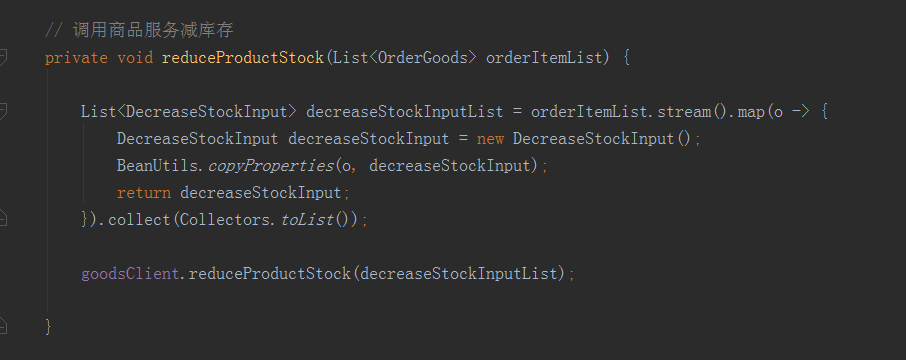 // 调用商品服务减库存
private void reduceProductStock(List<OrderGoods> orderItemList) {
List<DecreaseStockInput> decreaseStockInputList = orderItemList.stream().map(o -> {
DecreaseStockInput decreaseStockInput = new DecreaseStockInput();
BeanUtils.copyProperties(o, decreaseStockInput);
return decreaseStockInput;
}).collect(Collectors.toList());
goodsClient.reduceProductStock(decreaseStockInputList);
}